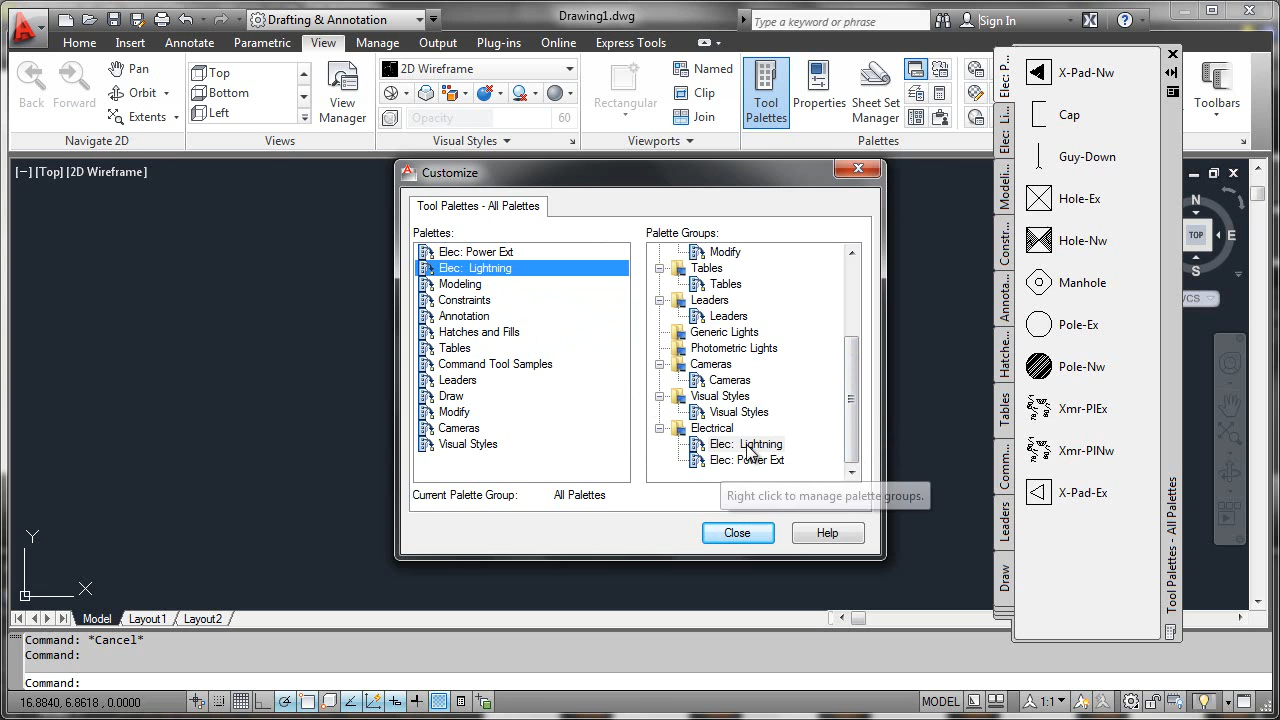 Drafting & Annotation
Drawing1.dwg
Type a keyword or phrase
Sign In
Home Insert Annotate Parametric View Manage Output Plug-ins Online Express Tools
Back
Forward
Pan
Orbit
Extents
Navigate 2D
Top
Bottom
Left
View
Manager
Views
2D Wireframe
Opacity 60
Visual Styles
Rectangular
Named
Clip
Join
Viewports
Tool
Palettes
Properties
Sheet Set
Manager
Palettes
Toolbars
[−] [Top] [2D Wireframe]
N
TOP
E
Customize
Tool Palettes - All Palettes
Palettes:
Elec: Power Ext
Elec: Lightning
Modeling
Constraints
Annotation
Hatches and Fills
Tables
Command Tool Samples
Leaders
Draw
Modify
Cameras
Visual Styles
Palette Groups:
Modify
Tables
Tables
Leaders
Leaders
Generic Lights
Photometric Lights
Cameras
Cameras
Visual Styles
Visual Styles
Electrical
Elec: Lightning
Elec: Power Ext
Current Palette Group: All Palettes
Right click to manage palette groups.
Close
Help
Elec: P...
Elec: Li...
Modeli...
Constr...
Annota...
Hatche...
Tables
Comm...
Leaders
Draw
X-Pad-Nw
Cap
Guy-Down
Hole-Ex
Hole-Nw
Manhole
Pole-Ex
Pole-Nw
Xmr-PlEx
Xmr-PlNw
X-Pad-Ex
Tool Palettes - All Palettes
Y
X
Model Layout1 Layout2
Command: *Cancel*
Command:
Command:
16.8840, 6.8618 , 0.0000
MODEL
1:1